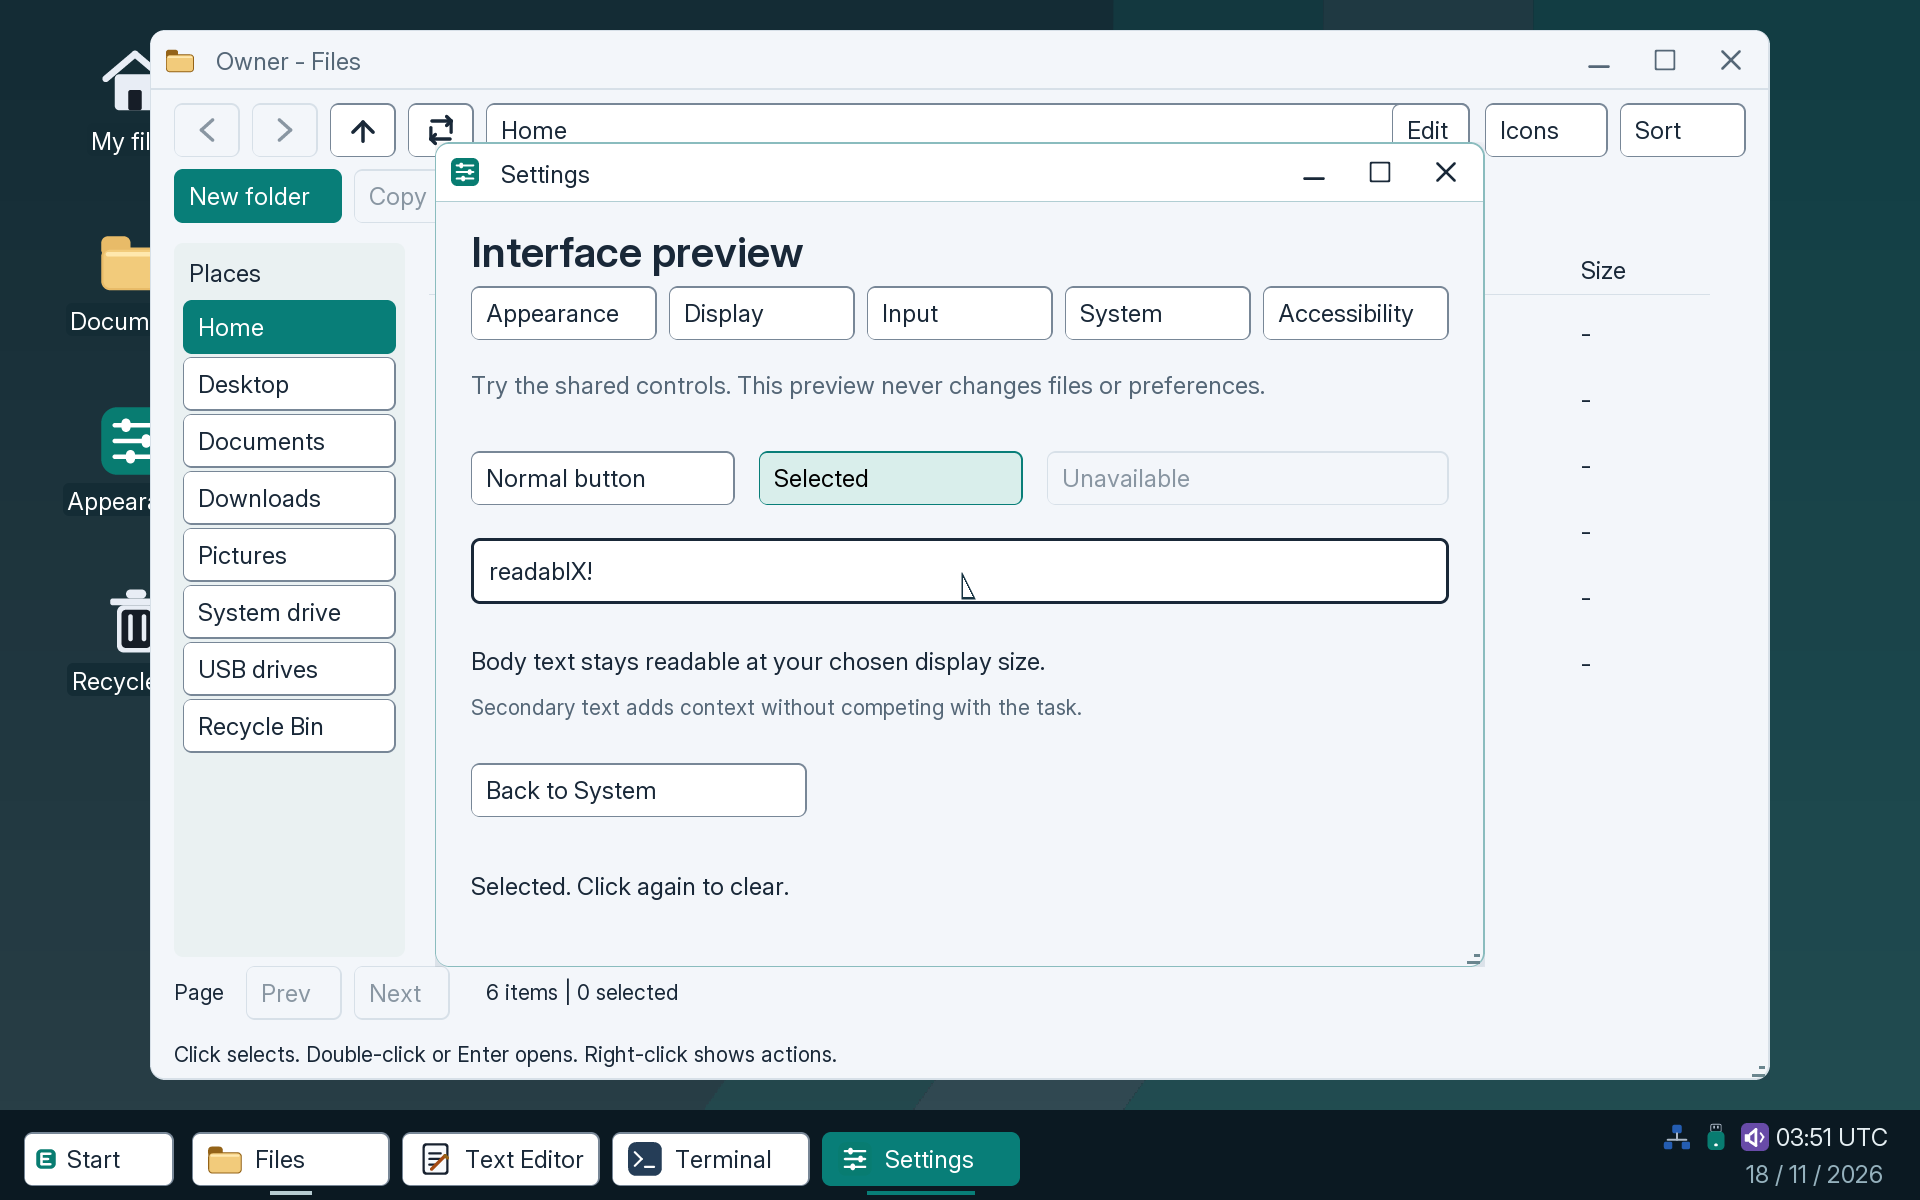 Owner - Files
Home
Edit
Icons
Sort
New folder
Copy
Settings
My fil
Docum
Appeara
Recycle
Places
Home
Desktop
Documents
Downloads
Pictures
System drive
USB drives
Recycle Bin
Size
-
-
-
-
-
-
Interface preview
Appearance
Display
Input
System
Accessibility
Try the shared controls. This preview never changes files or preferences.
Normal button
Selected
Unavailable
readablX!
Body text stays readable at your chosen display size.
Secondary text adds context without competing with the task.
Back to System
Selected. Click again to clear.
Page
Prev
Next
6 items | 0 selected
Click selects. Double-click or Enter opens. Right-click shows actions.
Start
Files
Text Editor
Terminal
Settings
03:51 UTC
18 / 11 / 2026